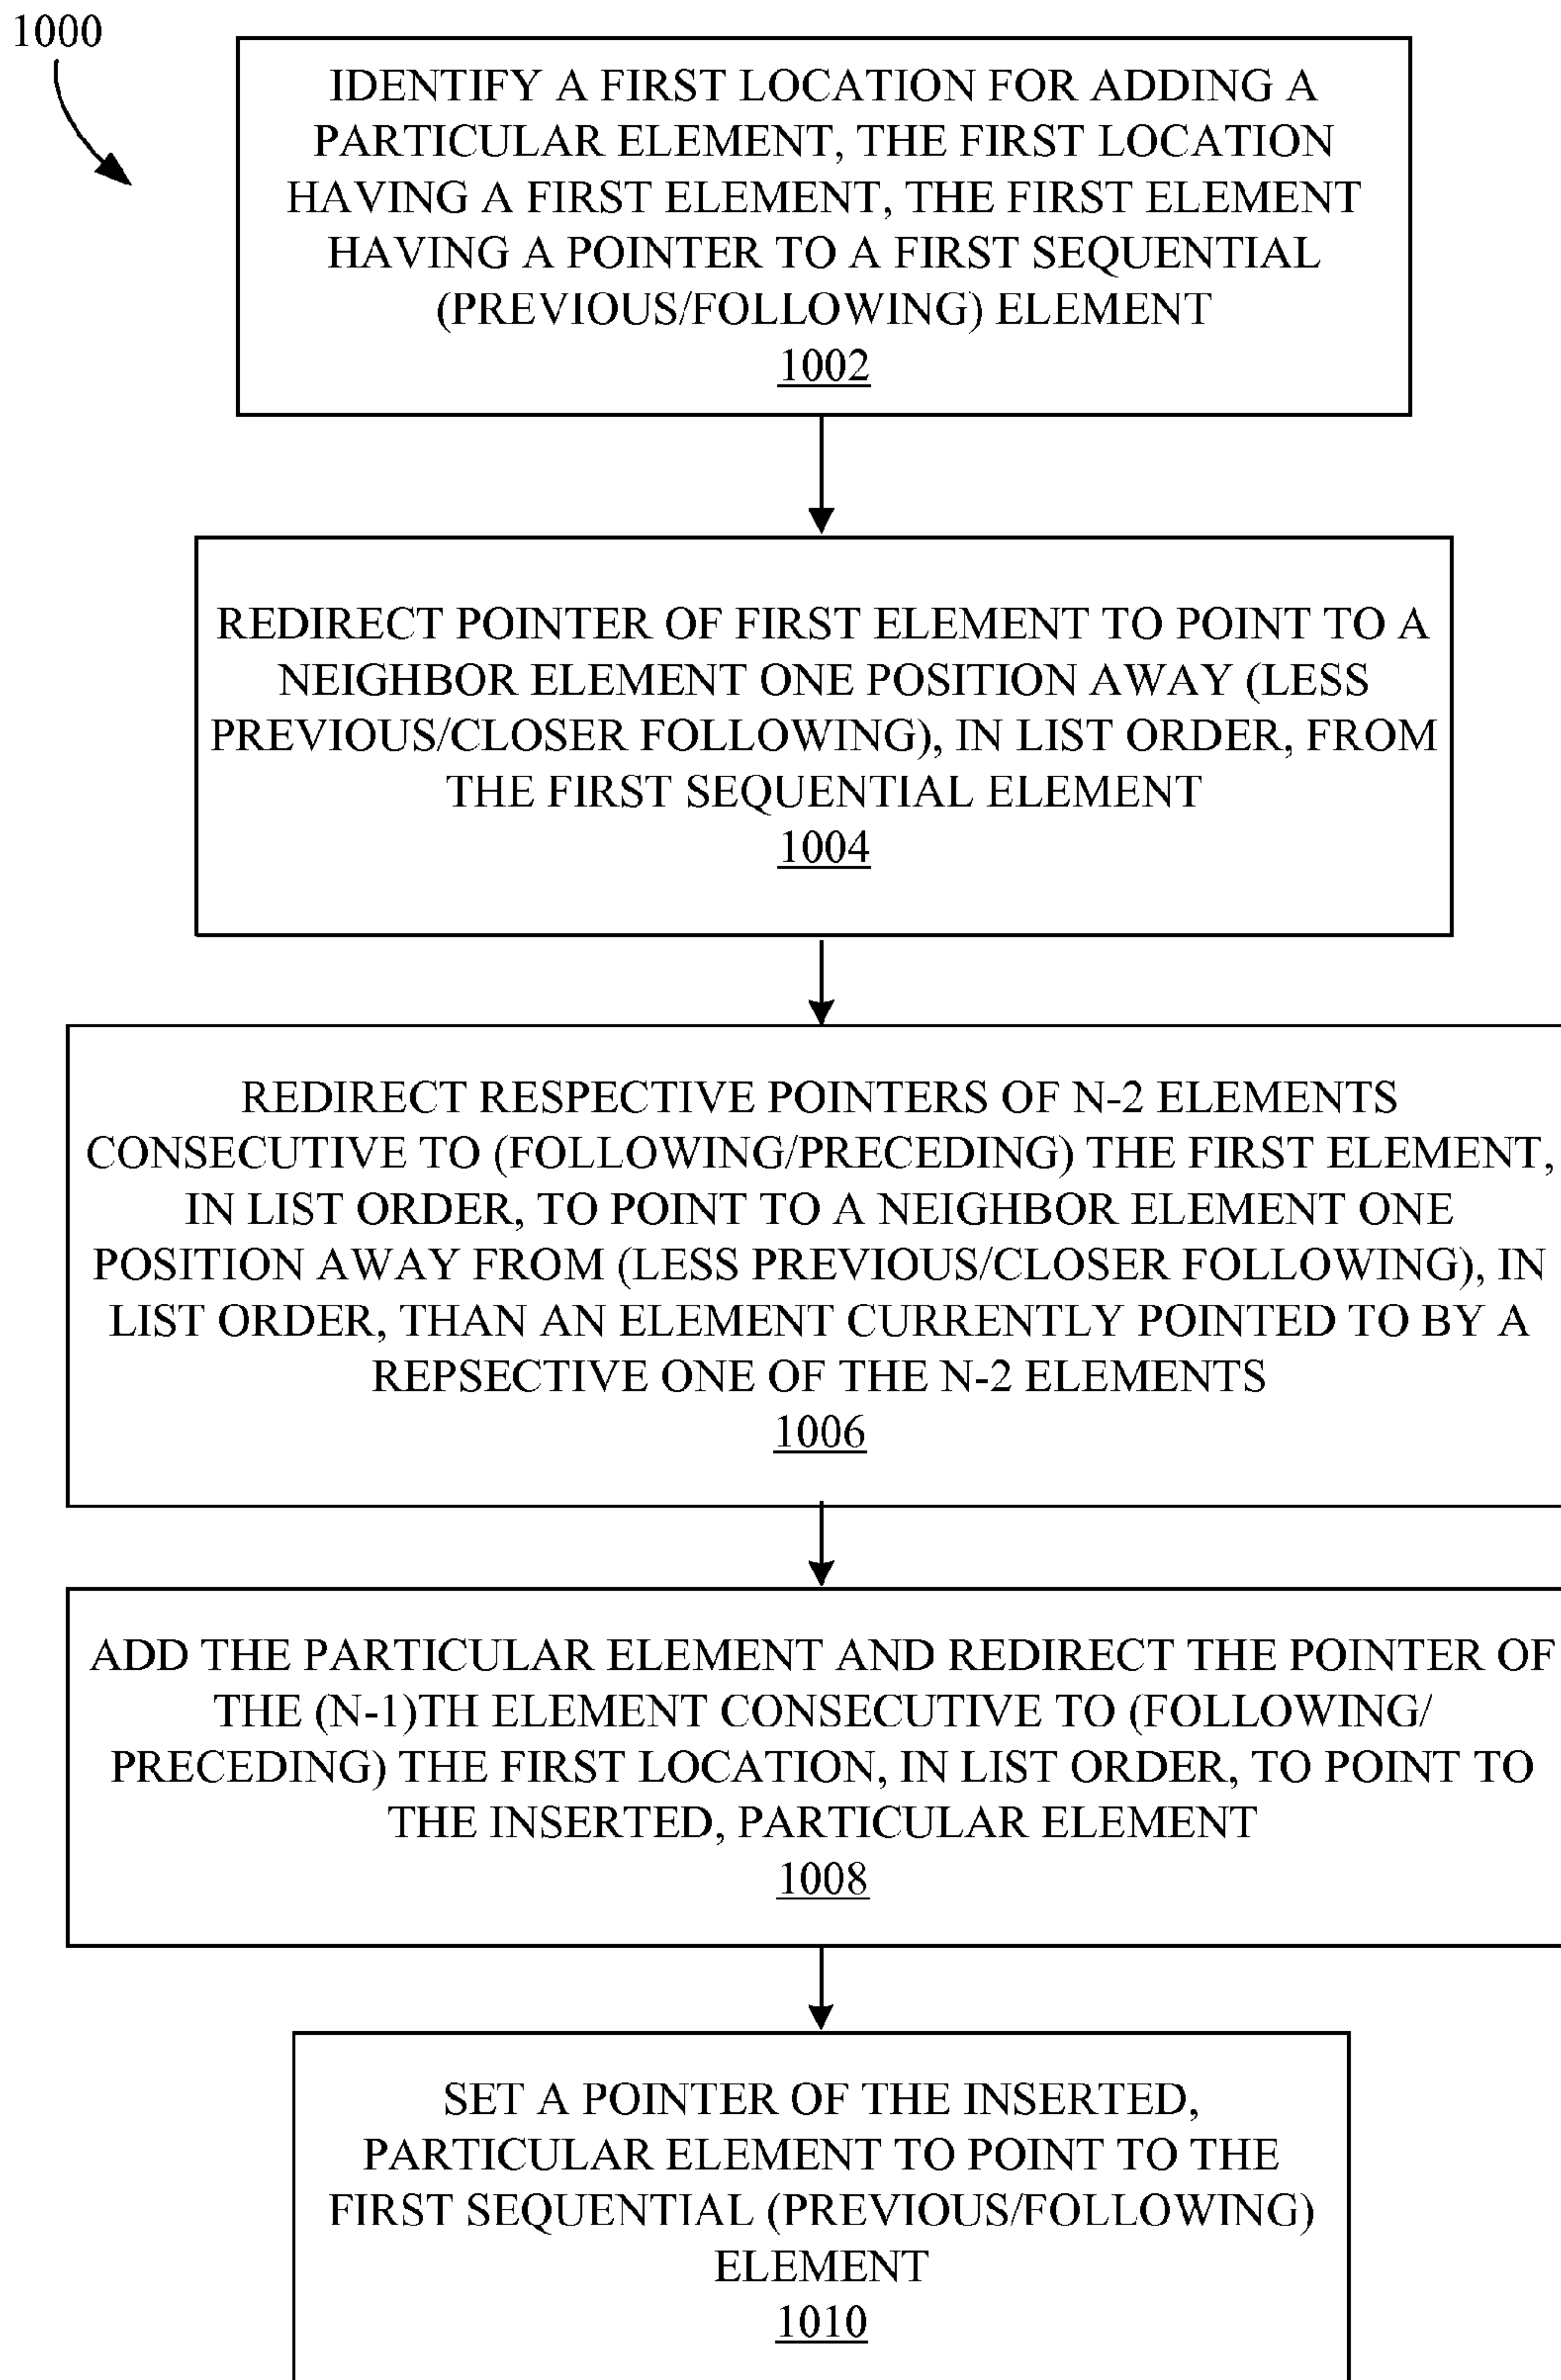 1000
IDENTIFY A FIRST LOCATION FOR ADDING A
PARTICULAR ELEMENT, THE FIRST LOCATION
HAVING A FIRST ELEMENT, THE FIRST ELEMENT
HAVING A POINTER TO A FIRST SEQUENTIAL
(PREVIOUS/FOLLOWING) ELEMENT
1002
REDIRECT POINTER OF FIRST ELEMENT TO POINT TO A
NEIGHBOR ELEMENT ONE POSITION AWAY (LESS
PREVIOUS/CLOSER FOLLOWING), IN LIST ORDER, FROM
THE FIRST SEQUENTIAL ELEMENT
1004
REDIRECT RESPECTIVE POINTERS OF N-2 ELEMENTS
CONSECUTIVE TO (FOLLOWING/PRECEDING) THE FIRST ELEMENT,
IN LIST ORDER, TO POINT TO A NEIGHBOR ELEMENT ONE
POSITION AWAY FROM (LESS PREVIOUS/CLOSER FOLLOWING), IN
LIST ORDER, THAN AN ELEMENT CURRENTLY POINTED TO BY A
REPSECTIVE ONE OF THE N-2 ELEMENTS
1006
ADD THE PARTICULAR ELEMENT AND REDIRECT THE POINTER OF
THE (N-1)TH ELEMENT CONSECUTIVE TO (FOLLOWING/
PRECEDING) THE FIRST LOCATION, IN LIST ORDER, TO POINT TO
THE INSERTED, PARTICULAR ELEMENT
1008
SET A POINTER OF THE INSERTED,
PARTICULAR ELEMENT TO POINT TO THE
FIRST SEQUENTIAL (PREVIOUS/FOLLOWING)
ELEMENT
1010